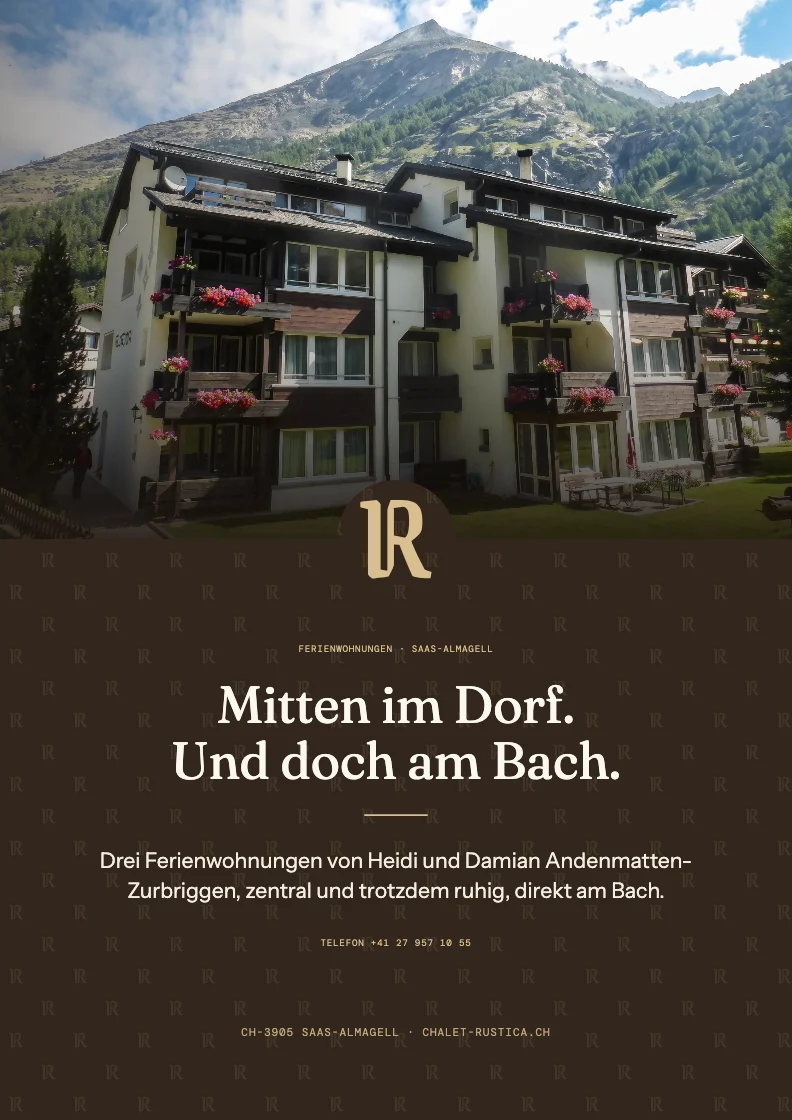 R
FERIENWOHNUNGEN · SAAS-ALMAGELL
Mitten im Dorf.
Und doch am Bach.
Drei Ferienwohnungen von Heidi und Damian Andenmatten-
Zurbriggen, zentral und trotzdem ruhig, direkt am Bach.
TELEFON +41 27 957 10 55
CH-3905 SAAS-ALMAGELL · CHALET-RUSTICA.CH